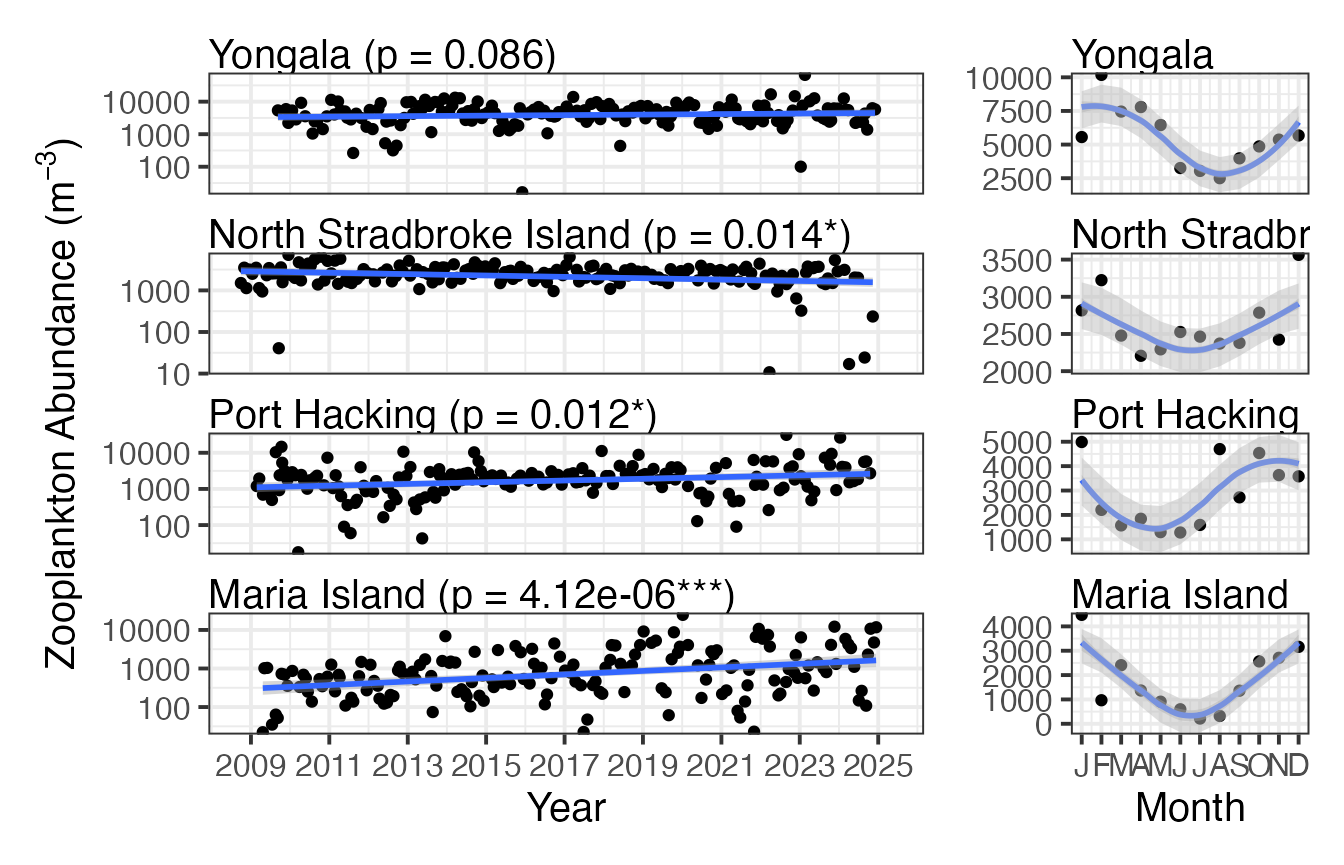 Yongala (p = 0.086)
Yongala
10000
1000
100
10000
7500
5000
2500
North Stradbroke Island (p = 0.014*)
North Stradbr
1000
100
10
3500
3000
2500
2000
Port Hacking (p = 0.012*)
Port Hacking
10000
1000
100
5000
4000
3000
2000
1000
Maria Island (p = 4.12e-06***)
Maria Island
10000
1000
100
4000
3000
2000
1000
0
2009 2011 2013 2015 2017 2019 2021 2023 2025
J F M A M J J A S O N D
Year
Month
Zooplankton Abundance (m⁻³)